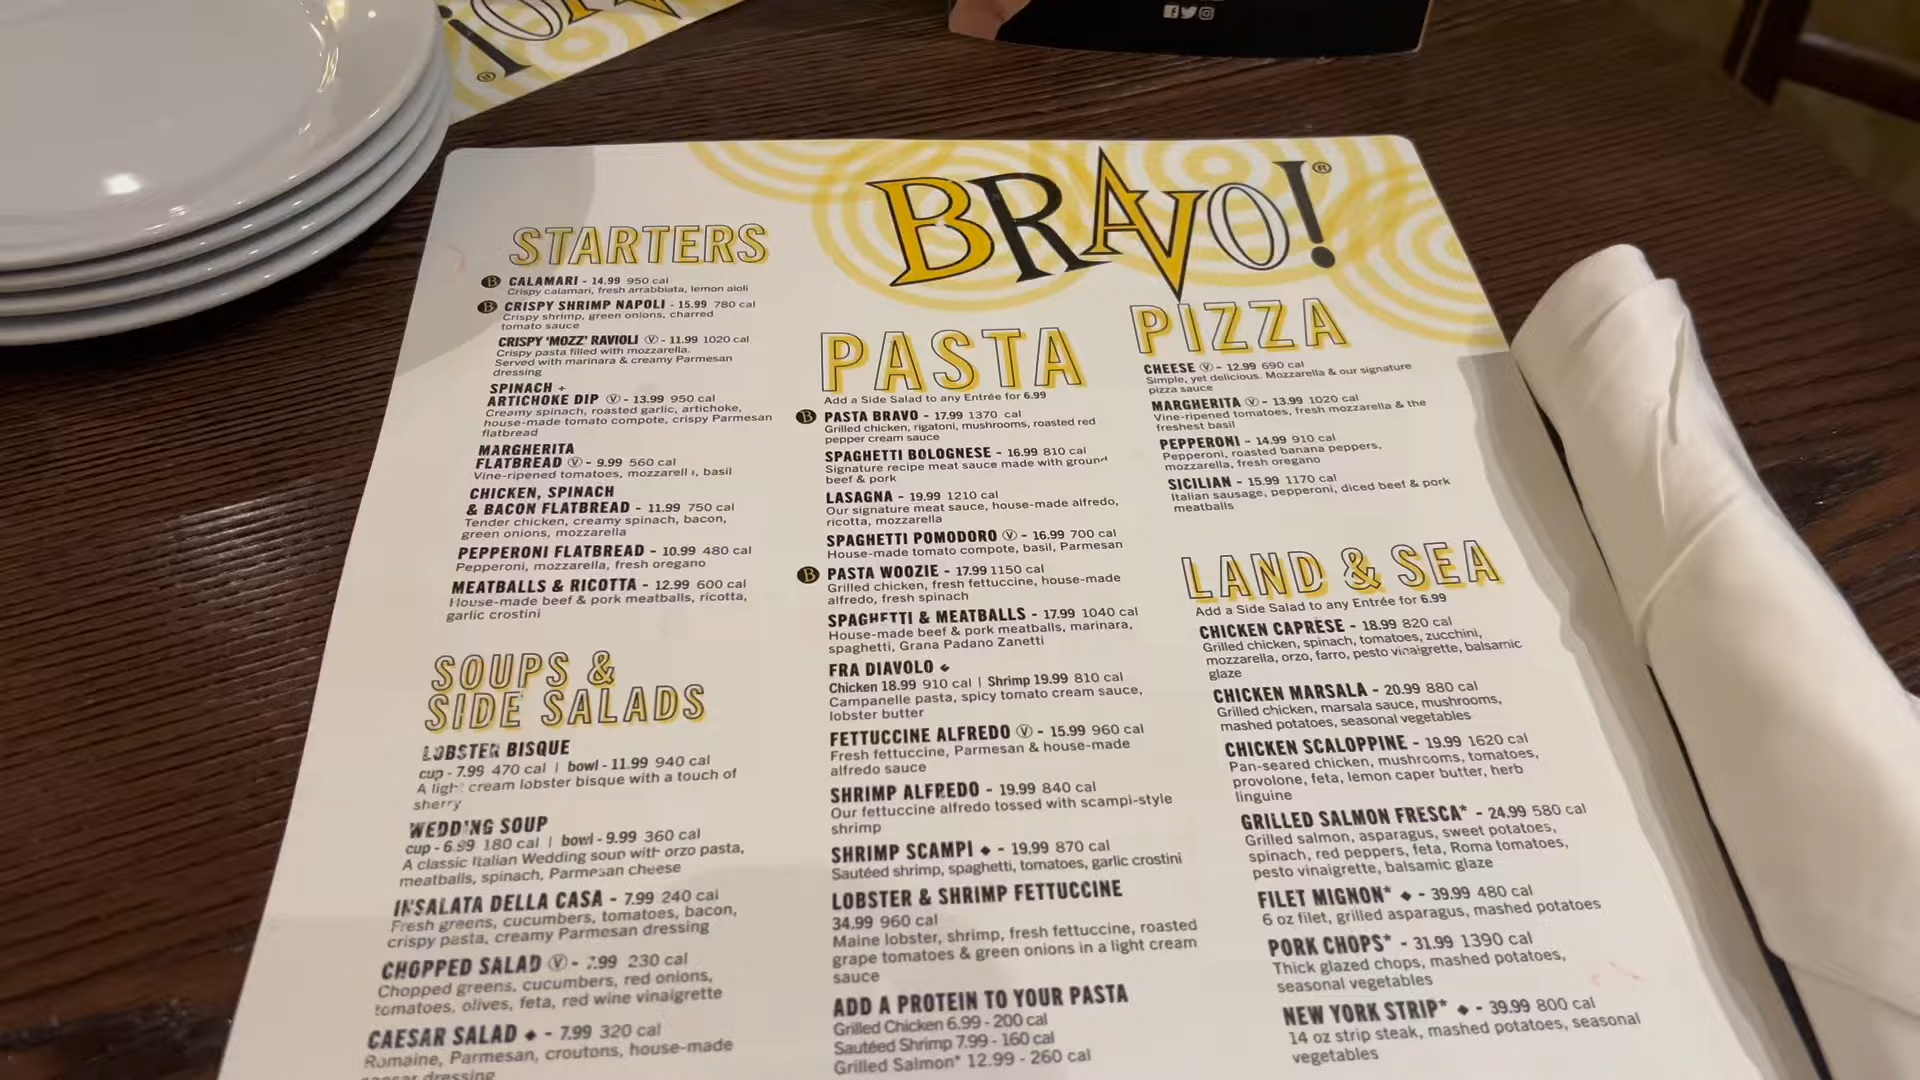 BRAVO!®
STARTERS
B CALAMARI - 14.99 950 cal
Crispy calamari, fresh arrabbiata, lemon aioli
B CRISPY SHRIMP NAPOLI - 15.99 780 cal
Crispy shrimp, green onions, charred
tomato sauce
CRISPY 'MOZZ' RAVIOLI Ⓥ - 11.99 1020 cal
Crispy pasta filled with mozzarella.
Served with marinara & creamy Parmesan
dressing
SPINACH +
ARTICHOKE DIP Ⓥ - 13.99 950 cal
Creamy spinach, roasted garlic, artichoke,
house-made tomato compote, crispy Parmesan
flatbread
MARGHERITA
FLATBREAD Ⓥ - 9.99 560 cal
Vine-ripened tomatoes, mozzarella, basil
CHICKEN, SPINACH
& BACON FLATBREAD - 11.99 750 cal
Tender chicken, creamy spinach, bacon,
green onions, mozzarella
PEPPERONI FLATBREAD - 10.99 480 cal
Pepperoni, mozzarella, fresh oregano
MEATBALLS & RICOTTA - 12.99 600 cal
House-made beef & pork meatballs, ricotta,
garlic crostini
SOUPS &
SIDE SALADS
LOBSTER BISQUE
cup - 7.99 470 cal | bowl - 11.99 940 cal
A light cream lobster bisque with a touch of
sherry
WEDDING SOUP
cup - 6.99 180 cal | bowl - 9.99 360 cal
A classic Italian Wedding soup with orzo pasta,
meatballs, spinach, Parmesan cheese
INSALATA DELLA CASA - 7.99 240 cal
Fresh greens, cucumbers, tomatoes, bacon,
crispy pasta, creamy Parmesan dressing
CHOPPED SALAD Ⓥ - 7.99 230 cal
Chopped greens, cucumbers, red onions,
tomatoes, olives, feta, red wine vinaigrette
CAESAR SALAD ◆ - 7.99 320 cal
Romaine, Parmesan, croutons, house-made
caesar dressing
PASTA
Add a Side Salad to any Entrée for 6.99
B PASTA BRAVO - 17.99 1370 cal
Grilled chicken, rigatoni, mushrooms, roasted red
pepper cream sauce
SPAGHETTI BOLOGNESE - 16.99 810 cal
Signature recipe meat sauce made with ground
beef & pork
LASAGNA - 19.99 1210 cal
Our signature meat sauce, house-made alfredo,
ricotta, mozzarella
SPAGHETTI POMODORO Ⓥ - 16.99 700 cal
House-made tomato compote, basil, Parmesan
B PASTA WOOZIE - 17.99 1150 cal
Grilled chicken, fresh fettuccine, house-made
alfredo, fresh spinach
SPAGHETTI & MEATBALLS - 17.99 1040 cal
House-made beef & pork meatballs, marinara,
spaghetti, Grana Padano Zanetti
FRA DIAVOLO ◆
Chicken 18.99 910 cal | Shrimp 19.99 810 cal
Campanelle pasta, spicy tomato cream sauce,
lobster butter
FETTUCCINE ALFREDO Ⓥ - 15.99 960 cal
Fresh fettuccine, Parmesan & house-made
alfredo sauce
SHRIMP ALFREDO - 19.99 840 cal
Our fettuccine alfredo tossed with scampi-style
shrimp
SHRIMP SCAMPI ◆ - 19.99 870 cal
Sautéed shrimp, spaghetti, tomatoes, garlic crostini
LOBSTER & SHRIMP FETTUCCINE
34.99 960 cal
Maine lobster, shrimp, fresh fettuccine, roasted
grape tomatoes & green onions in a light cream
sauce
ADD A PROTEIN TO YOUR PASTA
Grilled Chicken 6.99 - 200 cal
Sautéed Shrimp 7.99 - 160 cal
Grilled Salmon* 12.99 - 260 cal
PIZZA
CHEESE Ⓥ - 12.99 690 cal
Simple, yet delicious. Mozzarella & our signature
pizza sauce
MARGHERITA Ⓥ - 13.99 1020 cal
Vine-ripened tomatoes, fresh mozzarella & the
freshest basil
PEPPERONI - 14.99 910 cal
Pepperoni, roasted banana peppers,
mozzarella, fresh oregano
SICILIAN - 15.99 1170 cal
Italian sausage, pepperoni, diced beef & pork
meatballs
LAND & SEA
Add a Side Salad to any Entrée for 6.99
CHICKEN CAPRESE - 18.99 820 cal
Grilled chicken, spinach, tomatoes, zucchini,
mozzarella, orzo, farro, pesto vinaigrette, balsamic
glaze
CHICKEN MARSALA - 20.99 880 cal
Grilled chicken, marsala sauce, mushrooms,
mashed potatoes, seasonal vegetables
CHICKEN SCALOPPINE - 19.99 1620 cal
Pan-seared chicken, mushrooms, tomatoes,
provolone, feta, lemon caper butter, herb
linguine
GRILLED SALMON FRESCA* - 24.99 580 cal
Grilled salmon, asparagus, sweet potatoes,
spinach, red peppers, feta, Roma tomatoes,
pesto vinaigrette, balsamic glaze
FILET MIGNON* ◆ - 39.99 480 cal
6 oz filet, grilled asparagus, mashed potatoes
PORK CHOPS* - 31.99 1390 cal
Thick glazed chops, mashed potatoes,
seasonal vegetables
NEW YORK STRIP* ◆ - 39.99 800 cal
14 oz strip steak, mashed potatoes, seasonal
vegetables